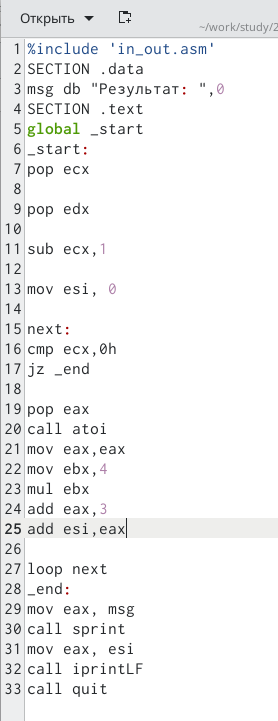 Открыть
~/work/study/2
1 %include 'in_out.asm'
2 SECTION .data
3 msg db "Результат: ",0
4 SECTION .text
5 global _start
6 _start:
7 pop ecx
8
9 pop edx
10
11 sub ecx,1
12
13 mov esi, 0
14
15 next:
16 cmp ecx,0h
17 jz _end
18
19 pop eax
20 call atoi
21 mov eax,eax
22 mov ebx,4
23 mul ebx
24 add eax,3
25 add esi,eax
26
27 loop next
28 _end:
29 mov eax, msg
30 call sprint
31 mov eax, esi
32 call iprintLF
33 call quit